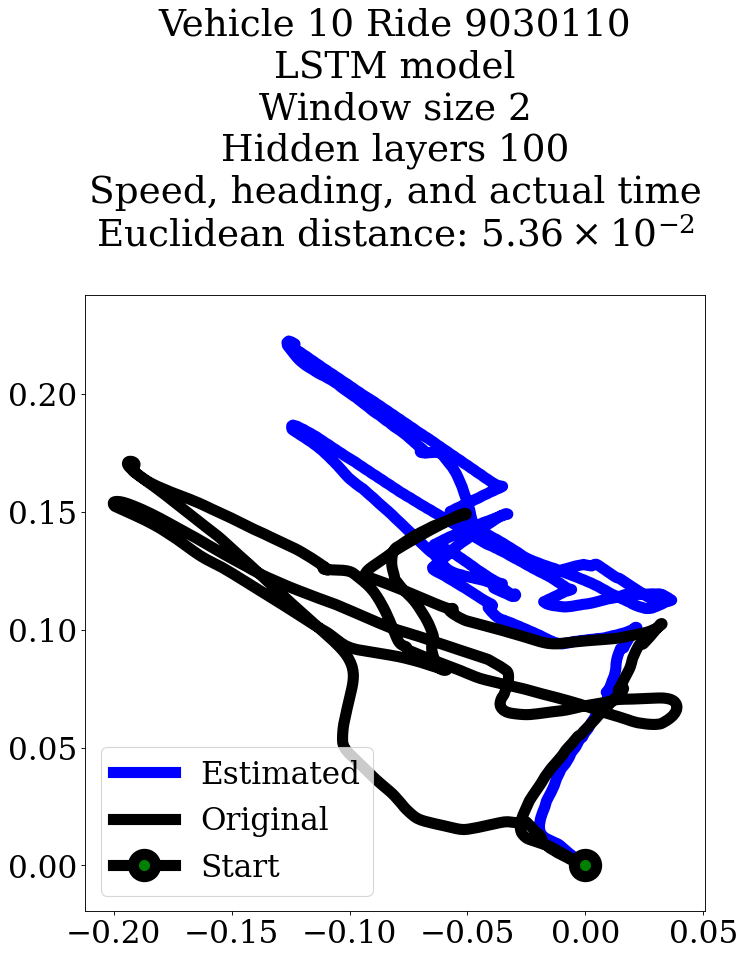 Vehicle 10 Ride 9030110
LSTM model
Window size 2
Hidden layers 100
Speed, heading, and actual time
Euclidean distance: 5.36 × 10⁻²
0.20
0.15
0.10
0.05
0.00
Estimated
Original
Start
−0.20 −0.15 −0.10 −0.05 0.00 0.05